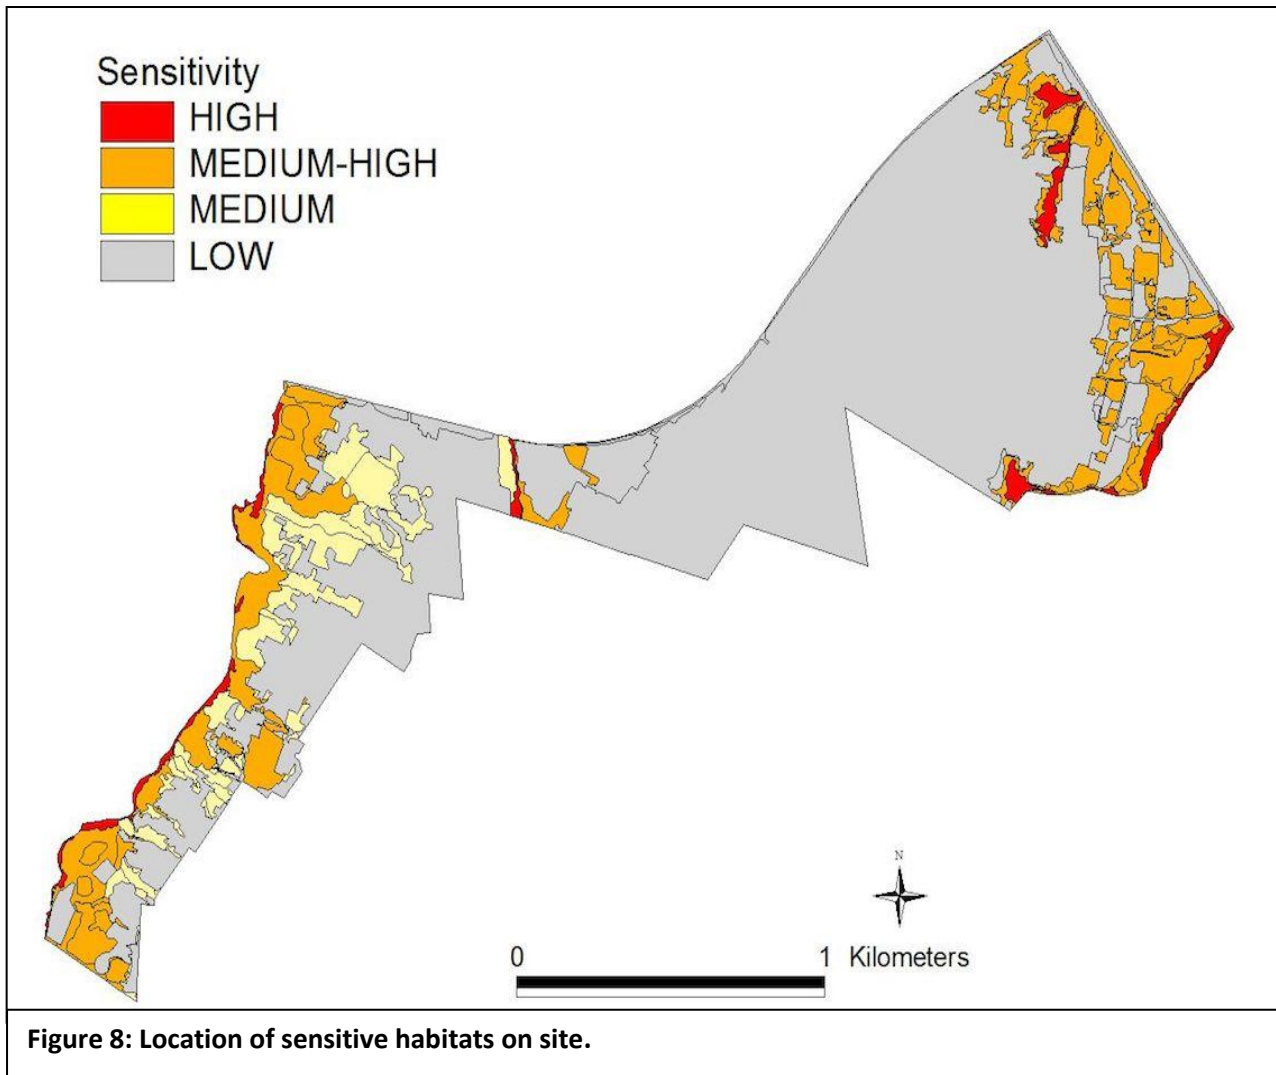 Sensitivity
HIGH
MEDIUM-HIGH
MEDIUM
LOW
N
0 1 Kilometers
Figure 8: Location of sensitive habitats on site.